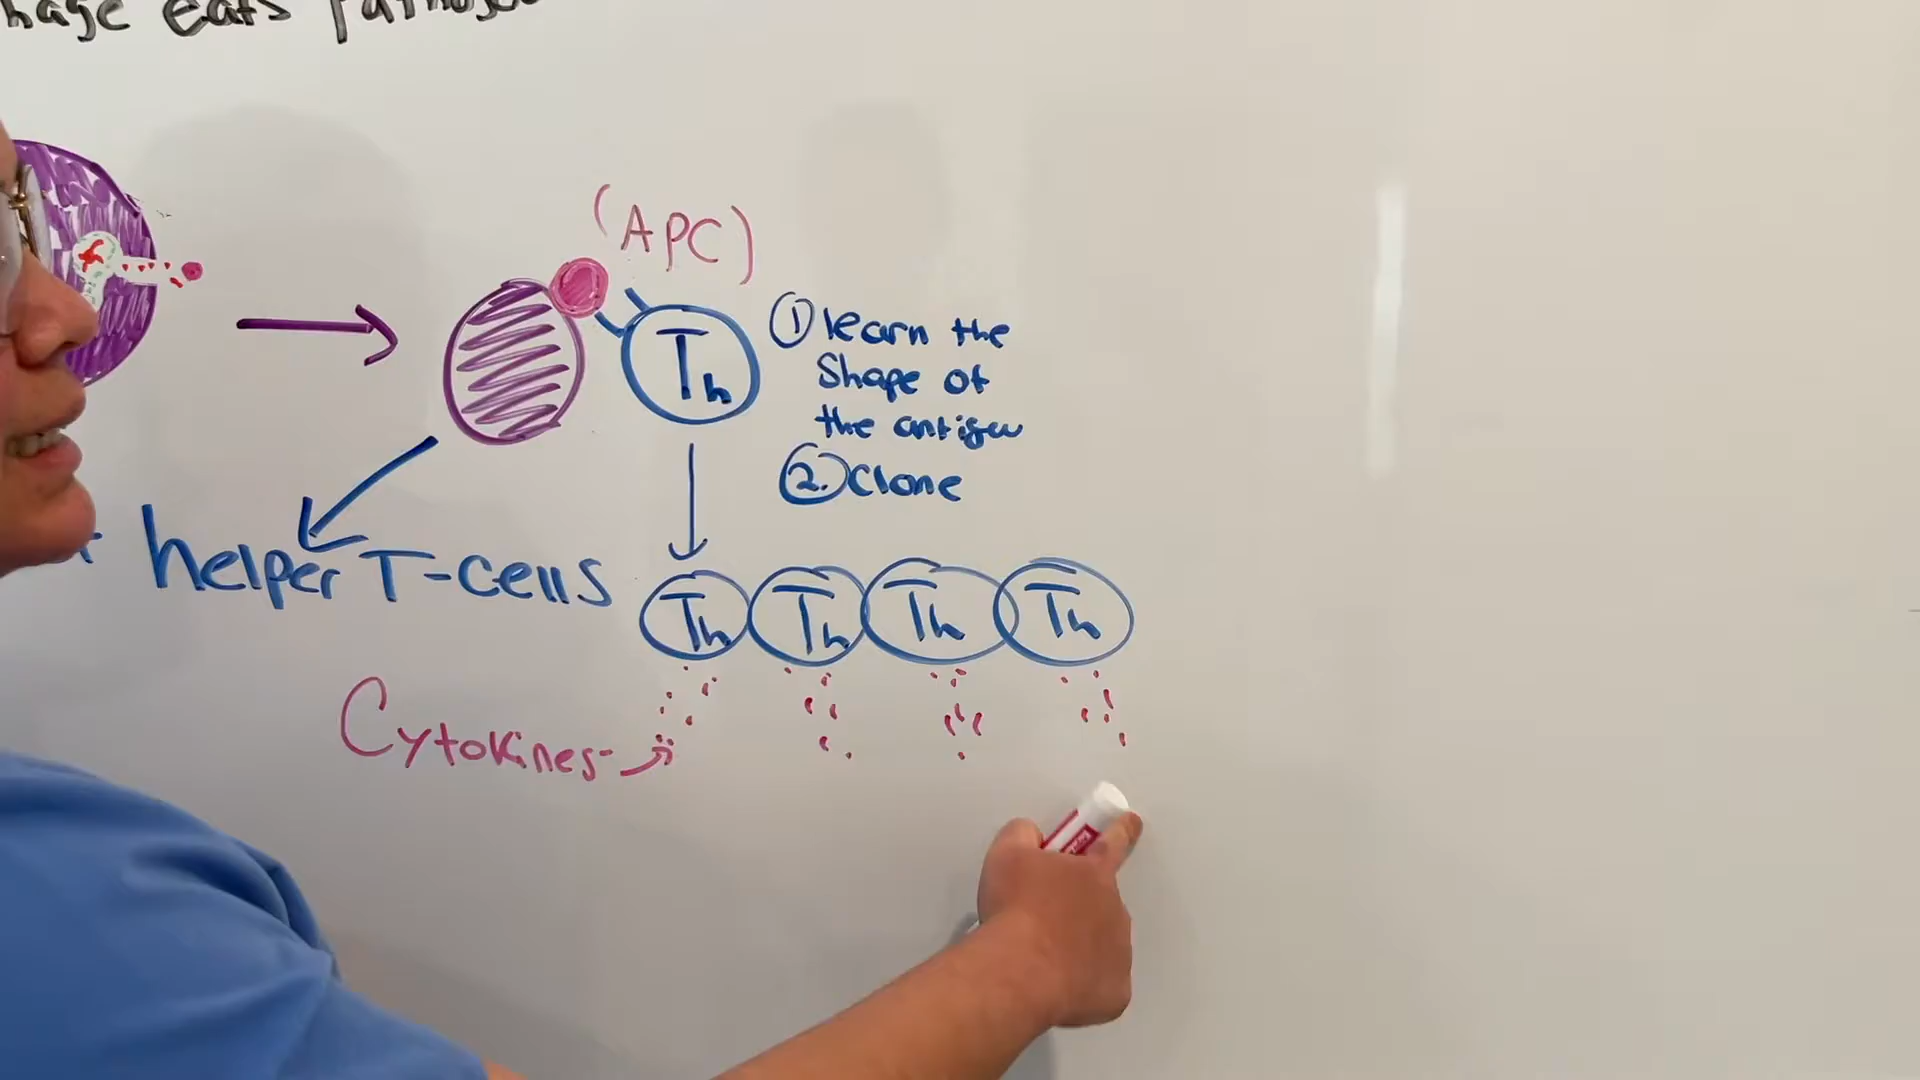 hage eats pathoge
(APC)
Th
① learn the
Shape of
the antigen
②. Clone
helper T-cells
Th Th Th Th
Cytokines